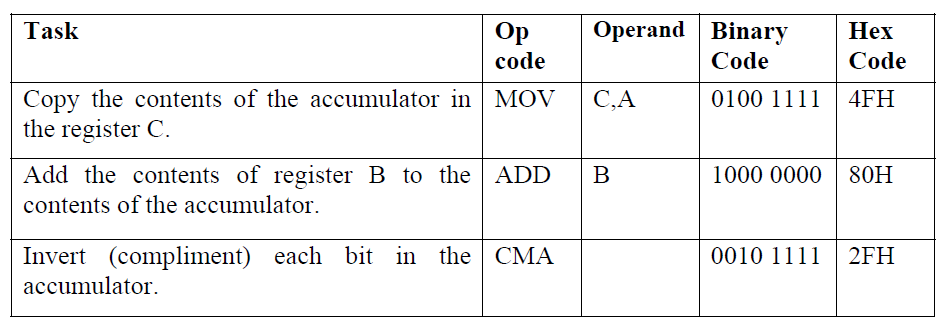 Task Op code Operand Binary Code Hex Code
Copy the contents of the accumulator in the register C. MOV C,A 0100 1111 4FH
Add the contents of register B to the contents of the accumulator. ADD B 1000 0000 80H
Invert (compliment) each bit in the accumulator. CMA 0010 1111 2FH